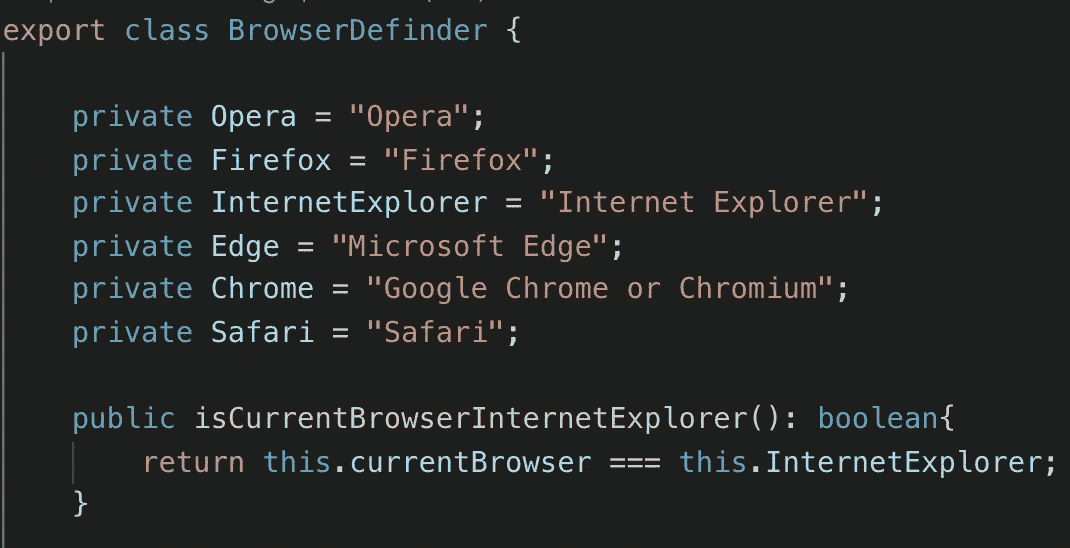 export class BrowserDefinder {
private Opera = "Opera";
private Firefox = "Firefox";
private InternetExplorer = "Internet Explorer";
private Edge = "Microsoft Edge";
private Chrome = "Google Chrome or Chromium";
private Safari = "Safari";
public isCurrentBrowserInternetExplorer(): boolean{
return this.currentBrowser === this.InternetExplorer;
}